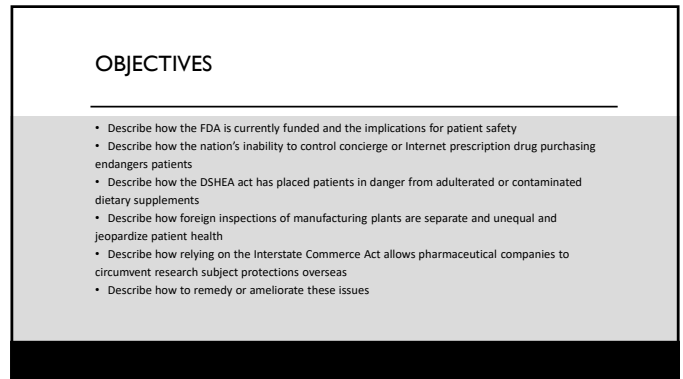 OBJECTIVES
• Describe how the FDA is currently funded and the implications for patient safety
• Describe how the nation's inability to control concierge or Internet prescription drug purchasing
endangers patients
• Describe how the DSHEA act has placed patients in danger from adulterated or contaminated
dietary supplements
• Describe how foreign inspections of manufacturing plants are separate and unequal and
jeopardize patient health
• Describe how relying on the Interstate Commerce Act allows pharmaceutical companies to
circumvent research subject protections overseas
• Describe how to remedy or ameliorate these issues